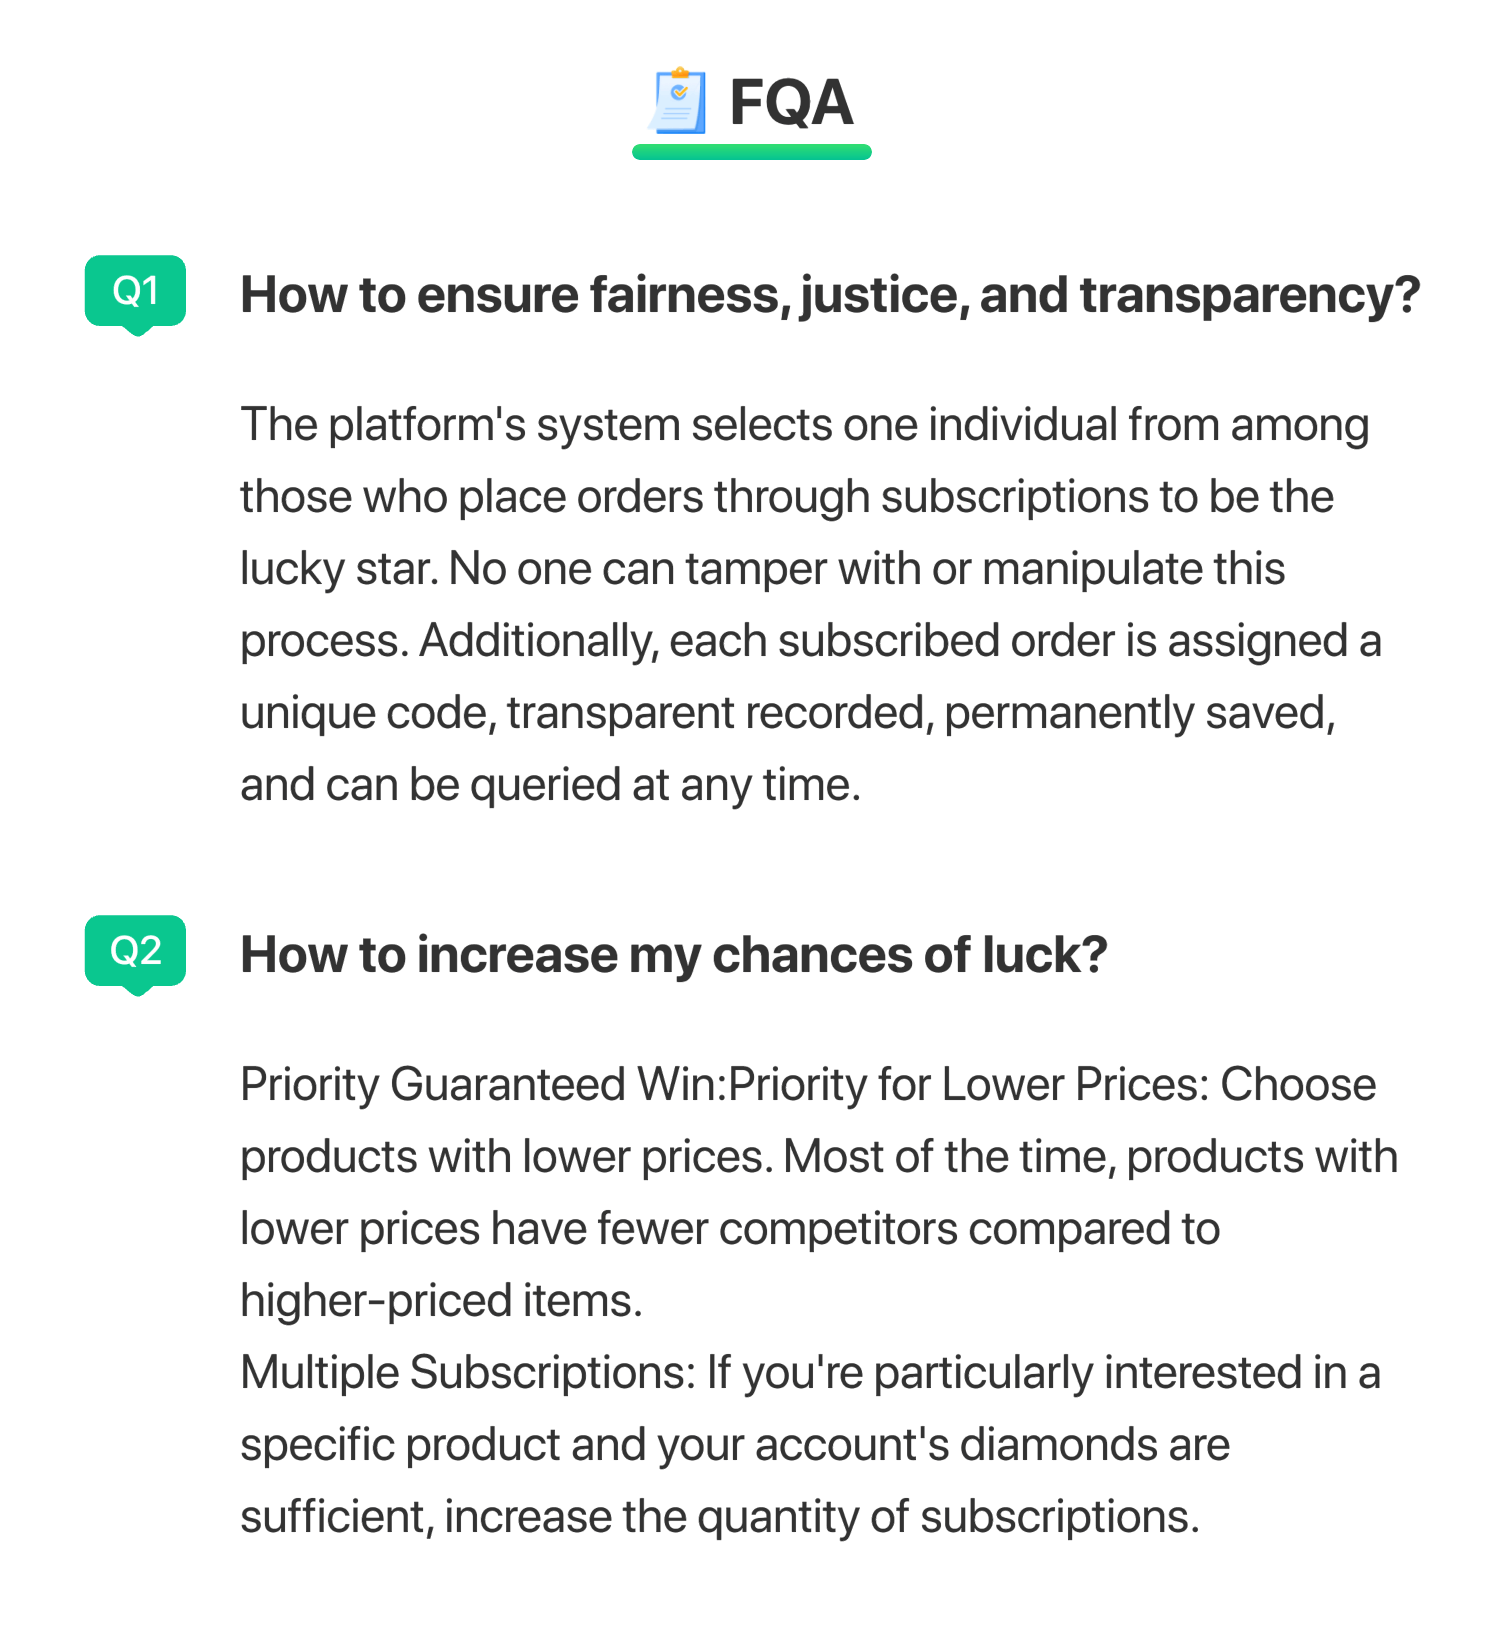 FQA
Q1
How to ensure fairness, justice, and transparency?
The platform's system selects one individual from among
those who place orders through subscriptions to be the
lucky star. No one can tamper with or manipulate this
process. Additionally, each subscribed order is assigned a
unique code, transparent recorded, permanently saved,
and can be queried at any time.
Q2
How to increase my chances of luck?
Priority Guaranteed Win:Priority for Lower Prices: Choose
products with lower prices. Most of the time, products with
lower prices have fewer competitors compared to
higher-priced items.
Multiple Subscriptions: If you're particularly interested in a
specific product and your account's diamonds are
sufficient, increase the quantity of subscriptions.